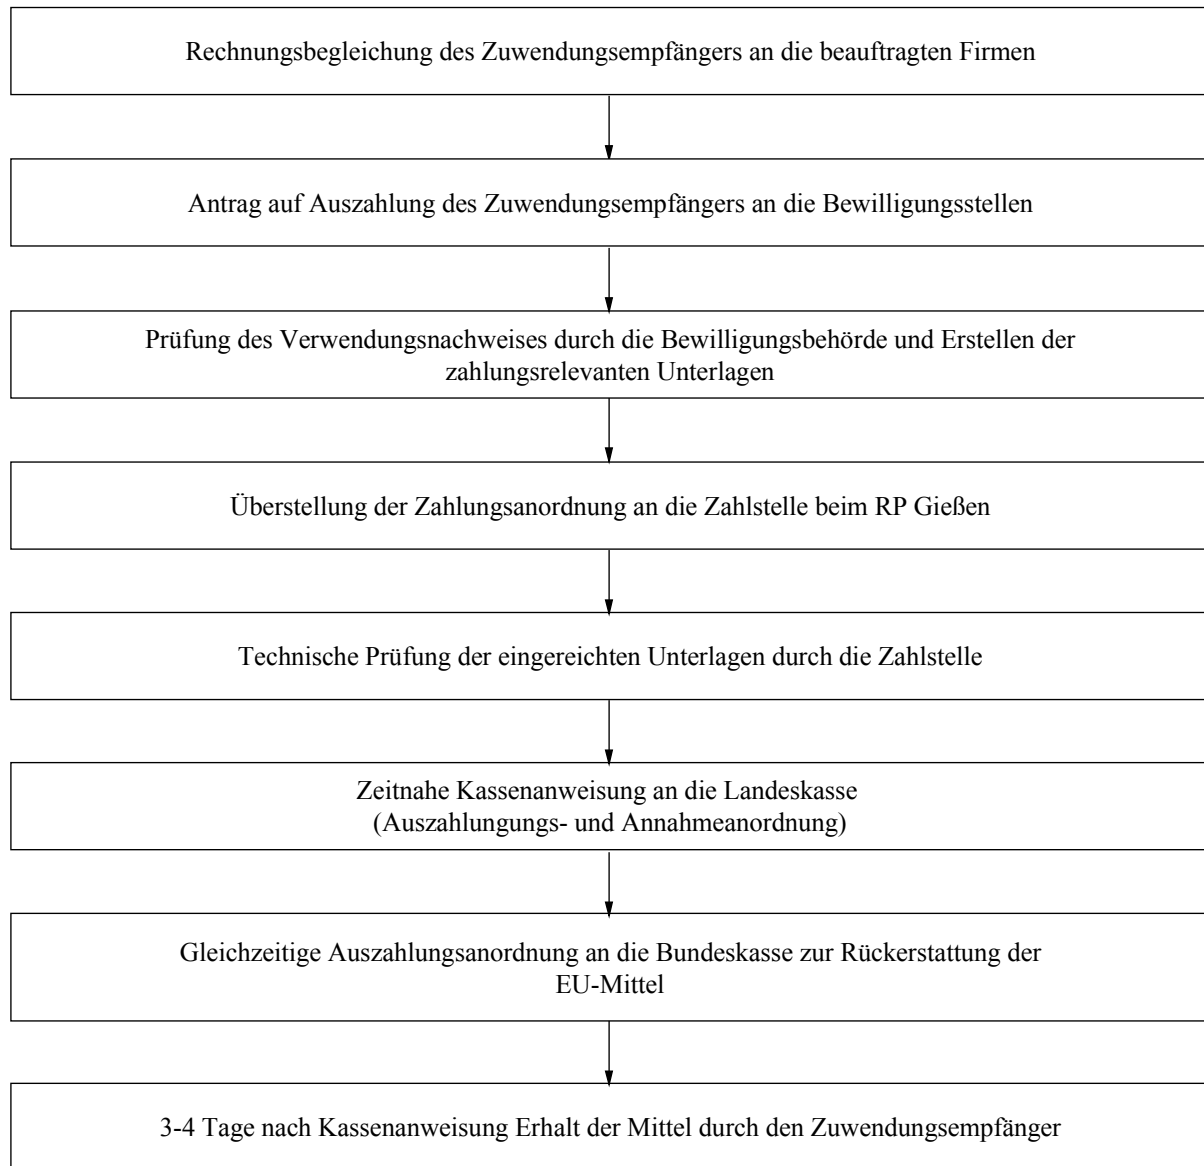 Rechnungsbegleichung des Zuwendungsempfängers an die beauftragten Firmen
Antrag auf Auszahlung des Zuwendungsempfängers an die Bewilligungsstellen
Prüfung des Verwendungsnachweises durch die Bewilligungsbehörde und Erstellen der
zahlungsrelevanten Unterlagen
Überstellung der Zahlungsanordnung an die Zahlstelle beim RP Gießen
Technische Prüfung der eingereichten Unterlagen durch die Zahlstelle
Zeitnahe Kassenanweisung an die Landeskasse
(Auszahlungungs- und Annahmeanordnung)
Gleichzeitige Auszahlungsanordnung an die Bundeskasse zur Rückerstattung der
EU-Mittel
3-4 Tage nach Kassenanweisung Erhalt der Mittel durch den Zuwendungsempfänger